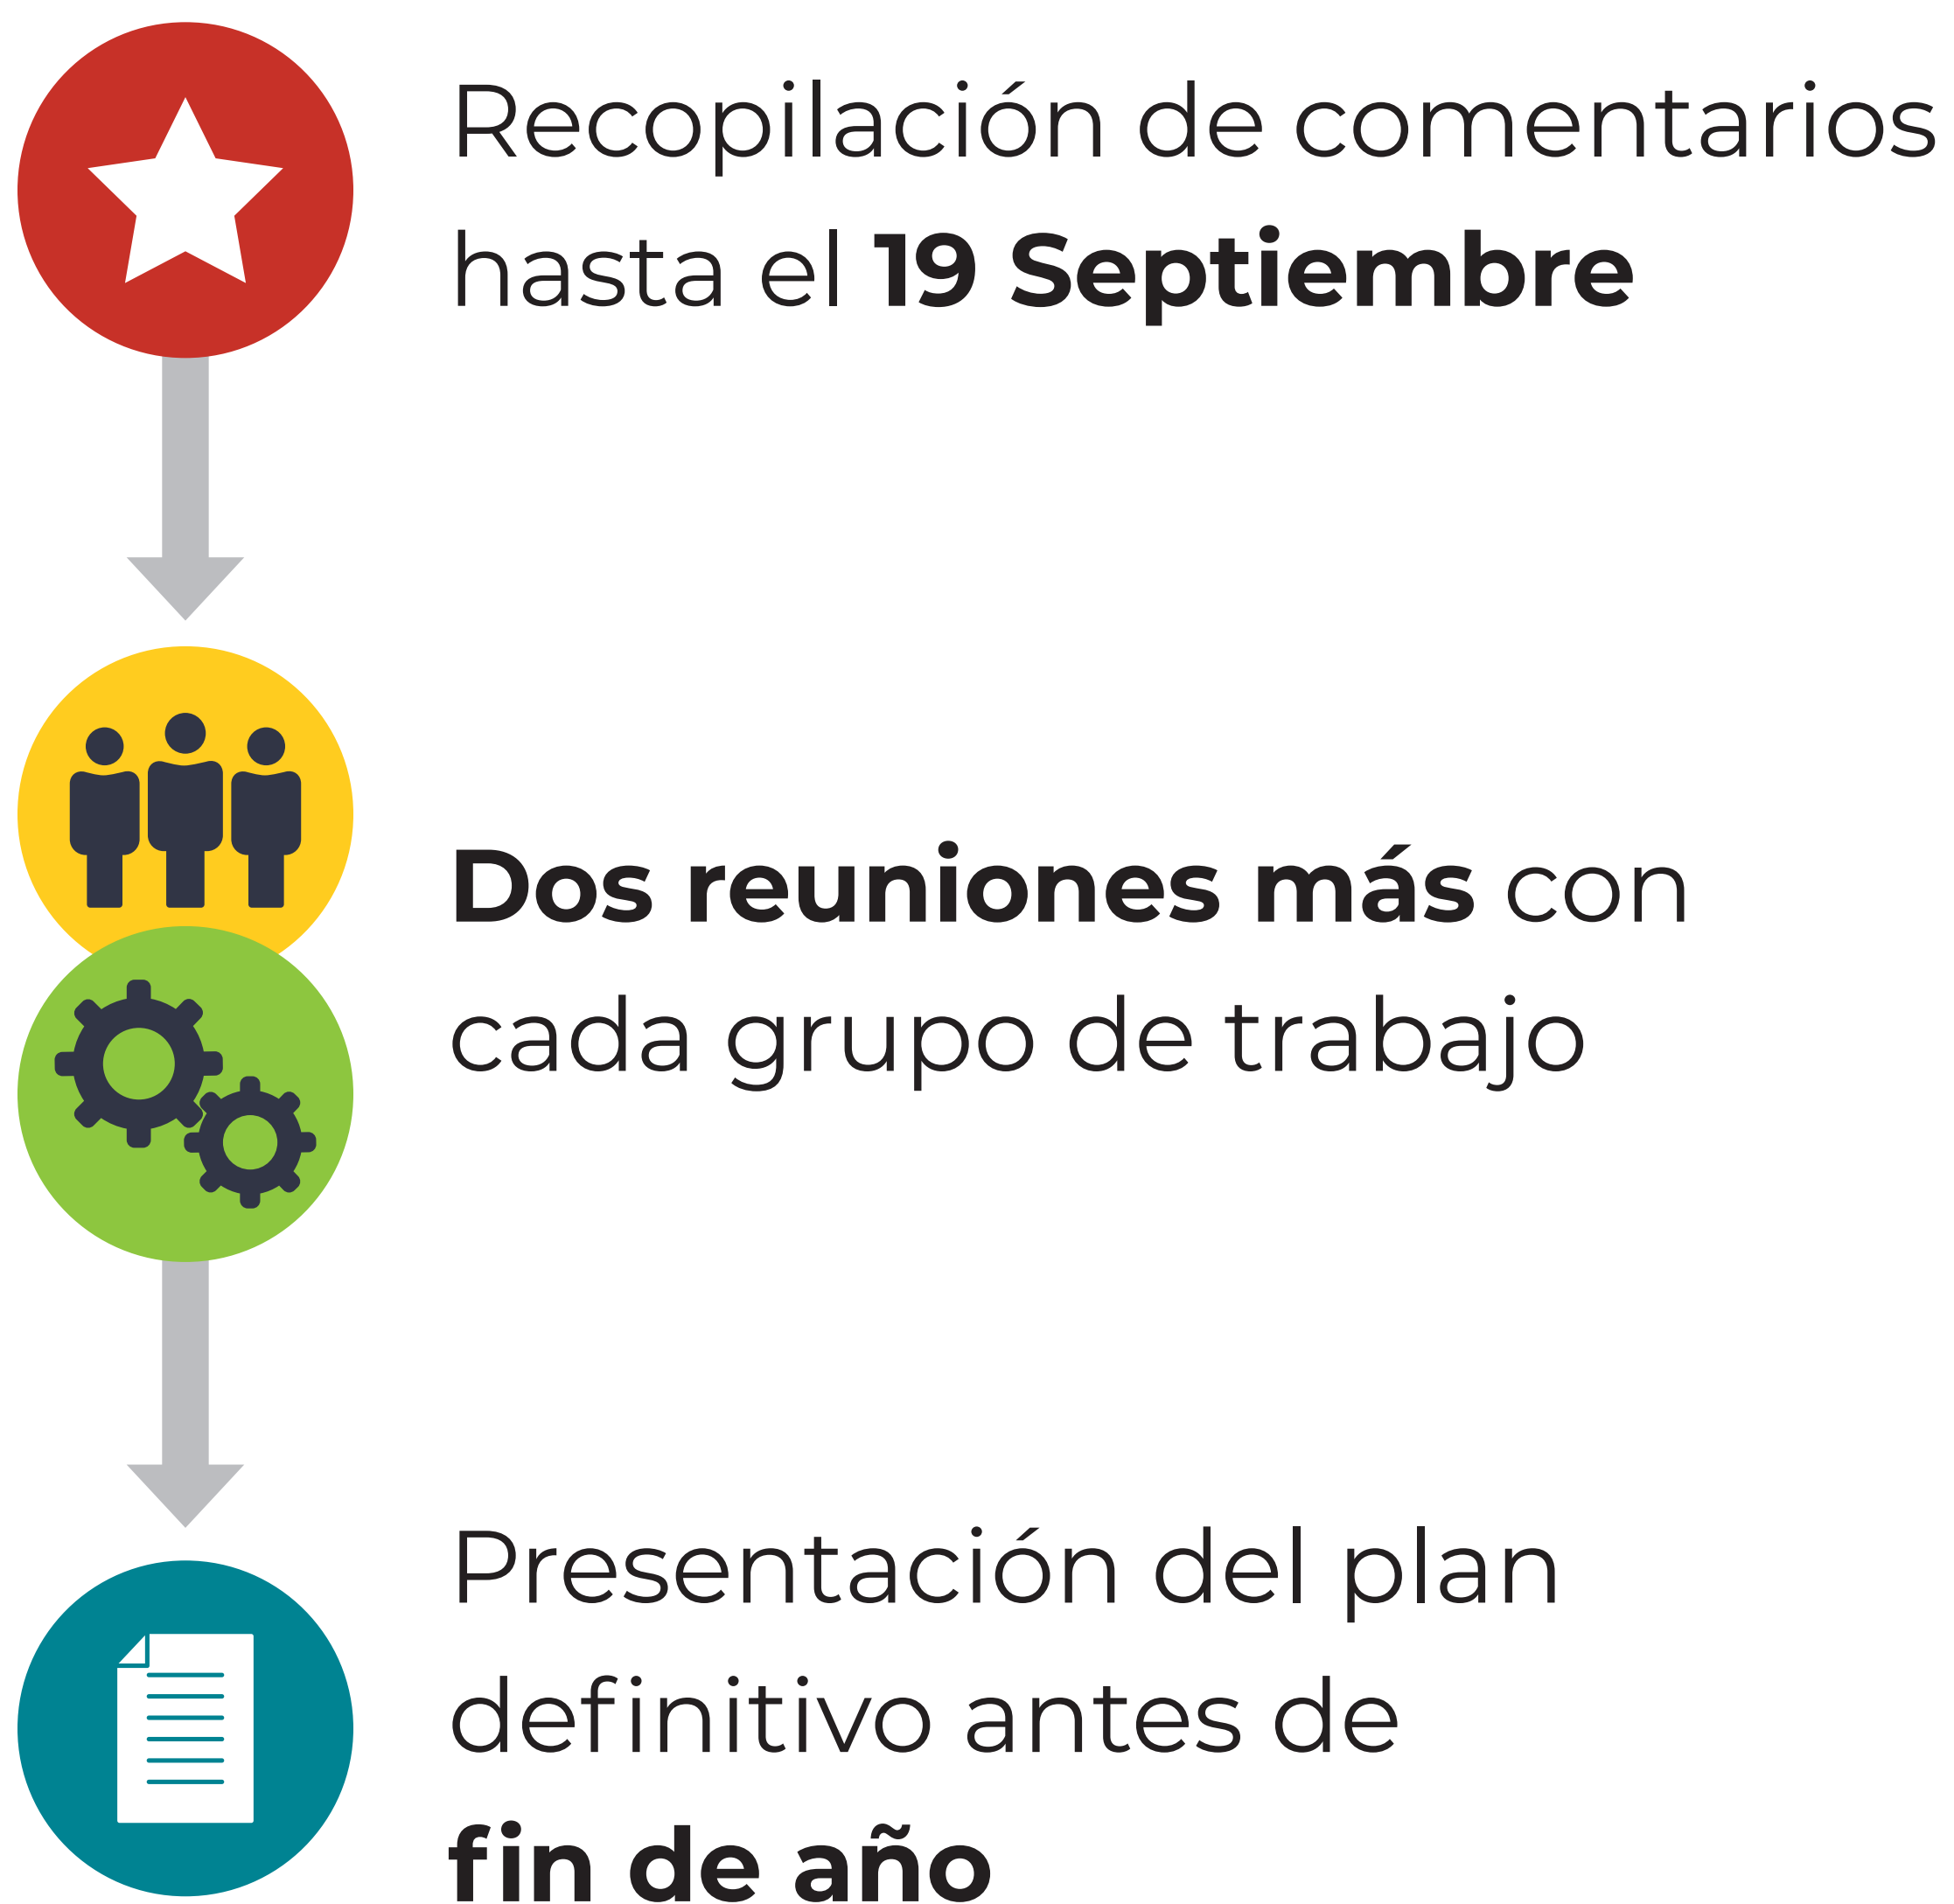 Recopilación de comentarios
hasta el 19 Septiembre
Dos reuniones más con
cada grupo de trabajo
Presentación del plan
definitivo antes de
fin de año